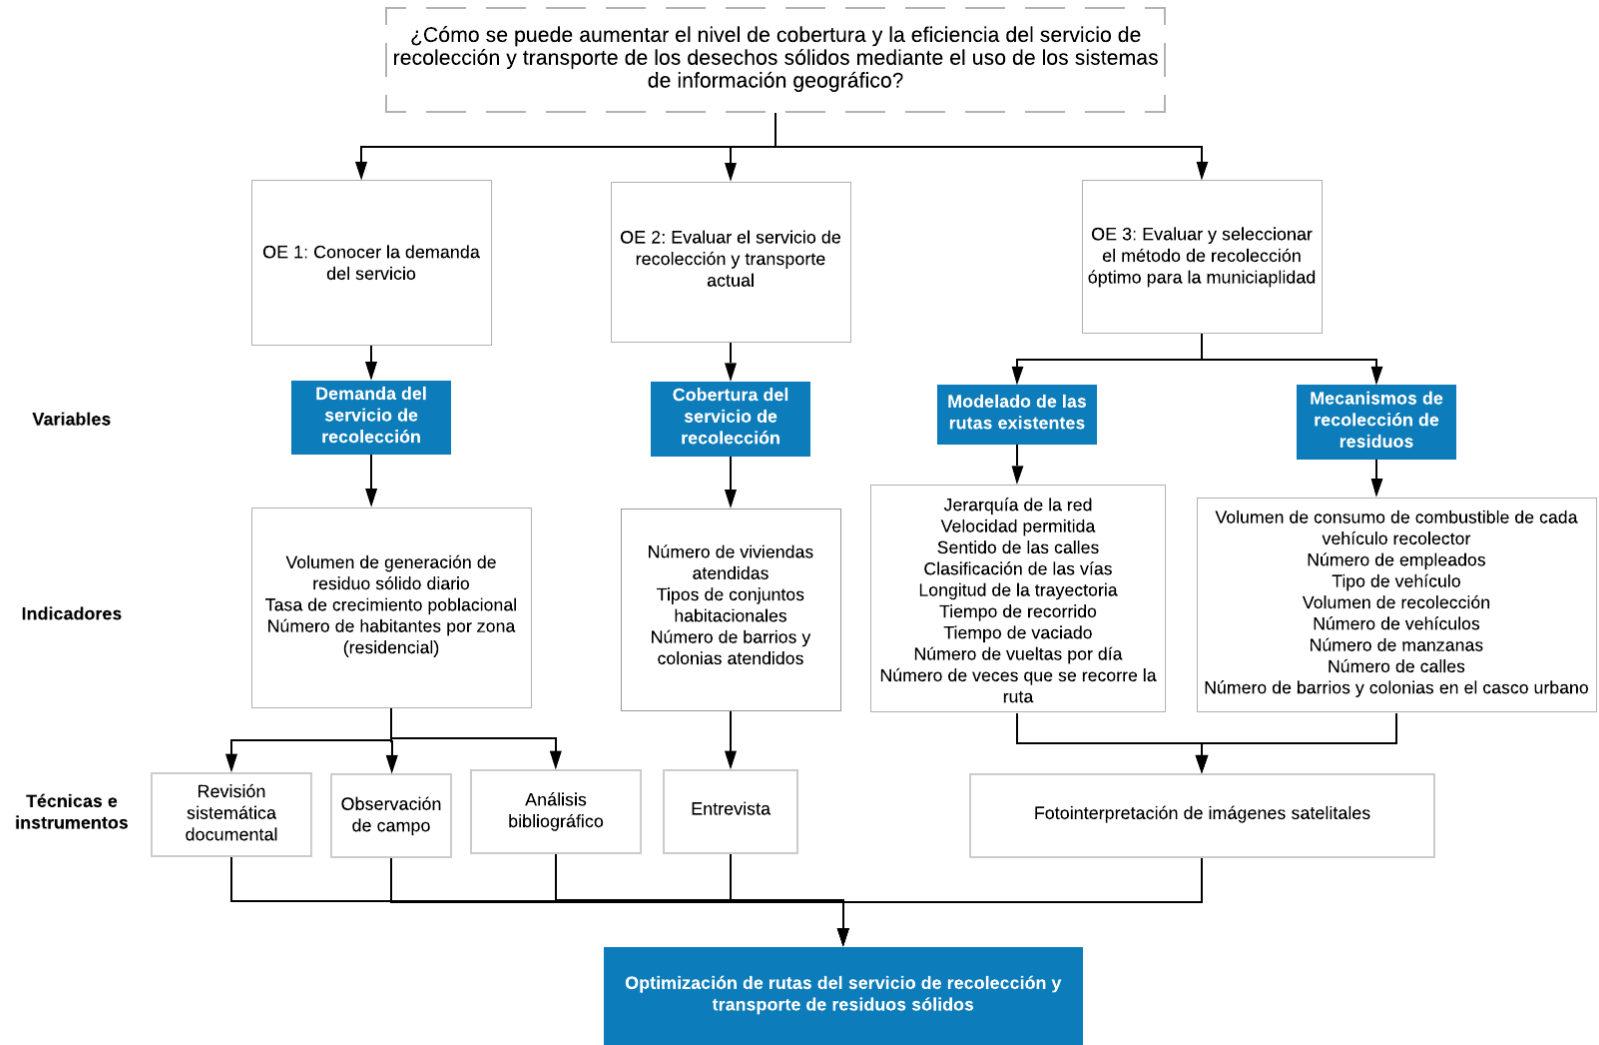 ¿Cómo se puede aumentar el nivel de cobertura y la eficiencia del servicio de
recolección y transporte de los desechos sólidos mediante el uso de los sistemas
de información geográfico?
OE 1: Conocer la demanda
del servicio
OE 2: Evaluar el servicio de
recolección y transporte
actual
OE 3: Evaluar y seleccionar
el método de recolección
óptimo para la municiaplidad
Variables
Demanda del
servicio de
recolección
Cobertura del
servicio de
recolección
Modelado de las
rutas existentes
Mecanismos de
recolección de
residuos
Indicadores
Volumen de generación de
residuo sólido diario
Tasa de crecimiento poblacional
Número de habitantes por zona
(residencial)
Número de viviendas
atendidas
Tipos de conjuntos
habitacionales
Número de barrios y
colonias atendidos
Jerarquía de la red
Velocidad permitida
Sentido de las calles
Clasificación de las vías
Longitud de la trayectoria
Tiempo de recorrido
Tiempo de vaciado
Número de vueltas por día
Número de veces que se recorre la
ruta
Volumen de consumo de combustible de cada
vehículo recolector
Número de empleados
Tipo de vehículo
Volumen de recolección
Número de vehículos
Número de manzanas
Número de calles
Número de barrios y colonias en el casco urbano
Técnicas e
instrumentos
Revisión
sistemática
documental
Observación
de campo
Análisis
bibliográfico
Entrevista
Fotointerpretación de imágenes satelitales
Optimización de rutas del servicio de recolección y
transporte de residuos sólidos